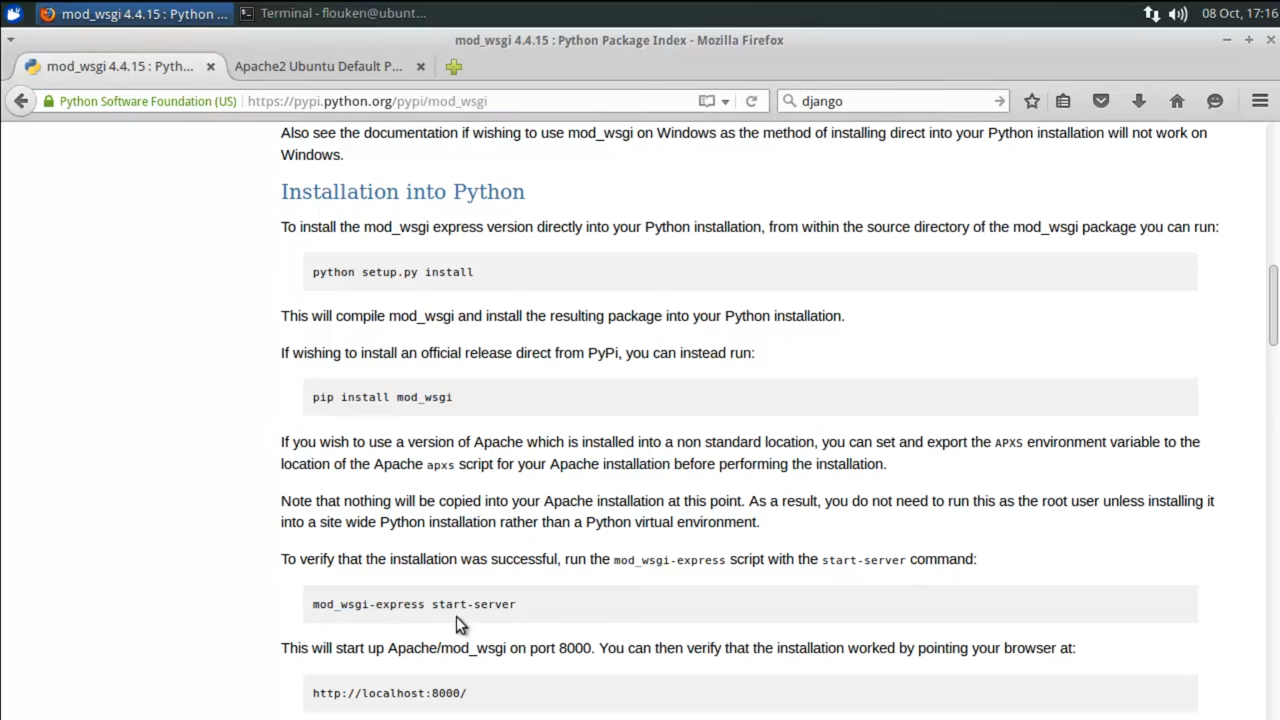 mod_wsgi 4.4.15 : Python ...
Terminal - flouken@ubunt...
08 Oct, 17:16
mod_wsgi 4.4.15 : Python Package Index - Mozilla Firefox
mod_wsgi 4.4.15 : Pyth...
Apache2 Ubuntu Default P...
Python Software Foundation (US)
https://pypi.python.org/pypi/mod_wsgi
django
Also see the documentation if wishing to use mod_wsgi on Windows as the method of installing direct into your Python installation will not work on
Windows.
Installation into Python
To install the mod_wsgi express version directly into your Python installation, from within the source directory of the mod_wsgi package you can run:
python setup.py install
This will compile mod_wsgi and install the resulting package into your Python installation.
If wishing to install an official release direct from PyPi, you can instead run:
pip install mod_wsgi
If you wish to use a version of Apache which is installed into a non standard location, you can set and export the APXS environment variable to the
location of the Apache apxs script for your Apache installation before performing the installation.
Note that nothing will be copied into your Apache installation at this point. As a result, you do not need to run this as the root user unless installing it
into a site wide Python installation rather than a Python virtual environment.
To verify that the installation was successful, run the mod_wsgi-express script with the start-server command:
mod_wsgi-express start-server
This will start up Apache/mod_wsgi on port 8000. You can then verify that the installation worked by pointing your browser at:
http://localhost:8000/